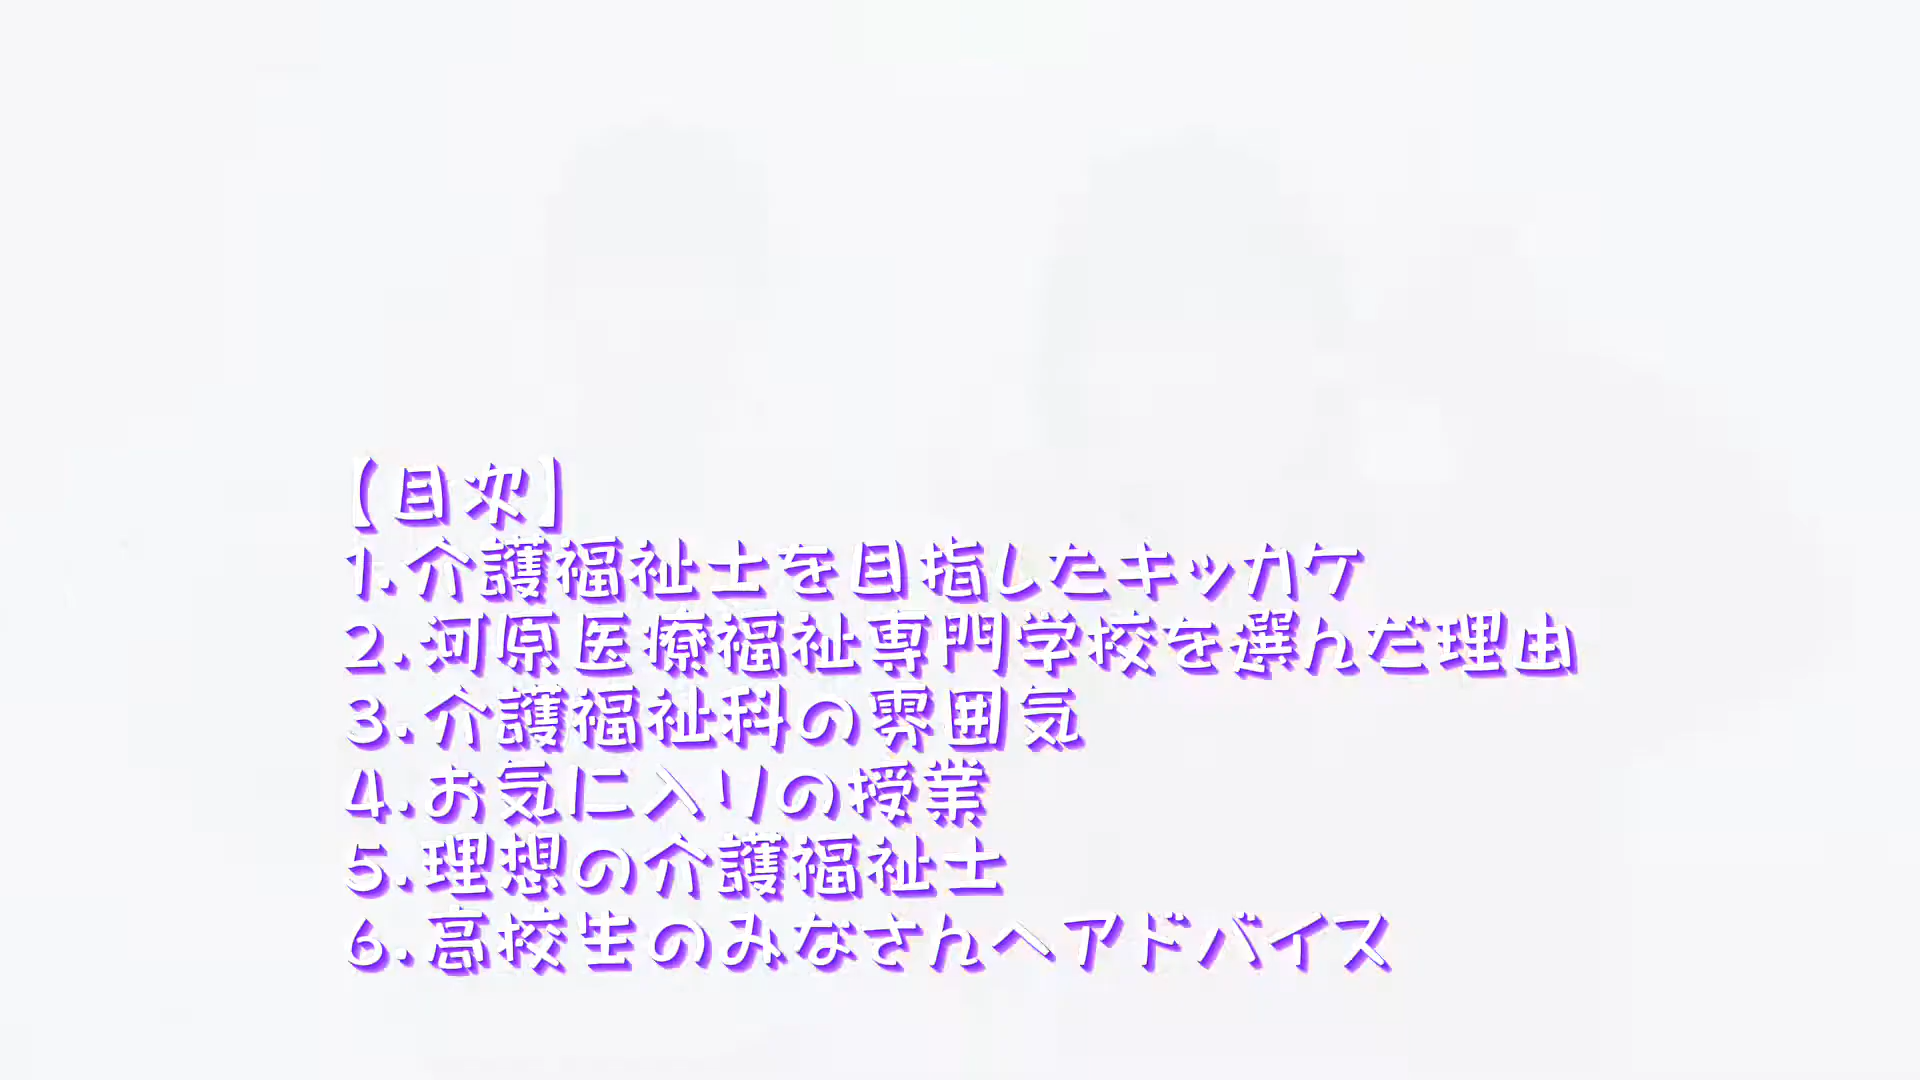 【目次】
1.介護福祉士を目指したキッカケ
2.河原医療福祉専門学校を選んだ理由
3.介護福祉科の雰囲気
4.お気に入りの授業
5.理想の介護福祉士
6.高校生のみなさんへアドバイス